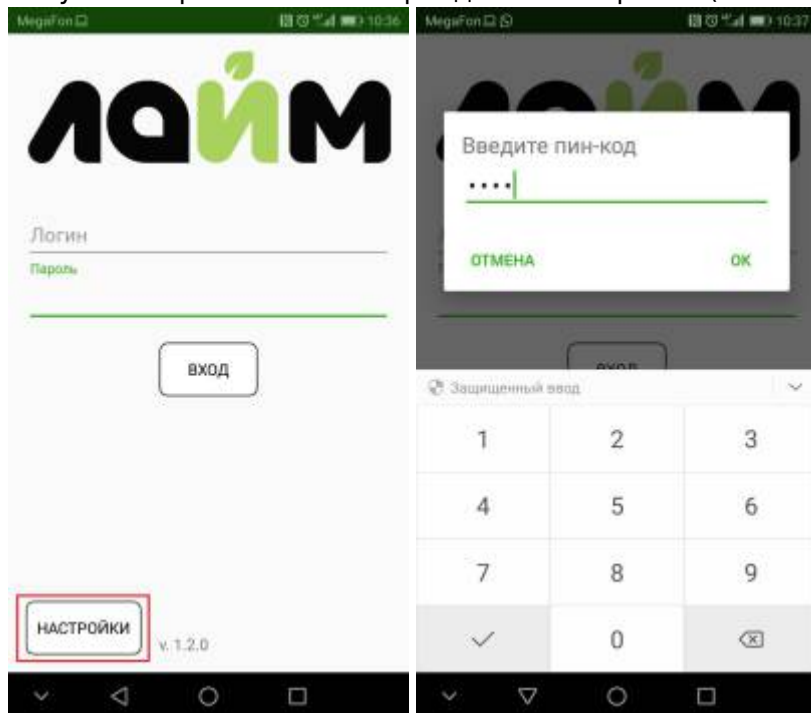 MegaFon
10:36
лайм
Логин
Пароль
вход
НАСТРОЙКИ
v. 1.2.0
MegaFon
10:37
Введите пин-код
••••
ОТМЕНА
OK
Защищенный ввод
1 2 3
4 5 6
7 8 9
0